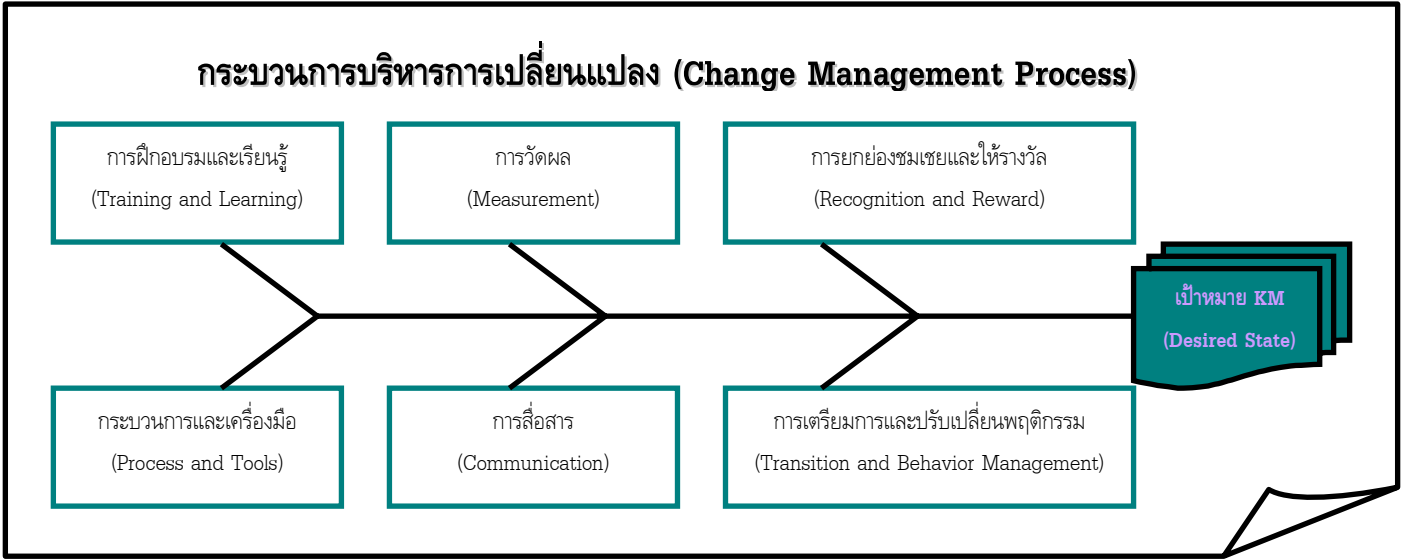 กระบวนการบริหารการเปลี่ยนแปลง (Change Management Process)
การฝึกอบรมและเรียนรู้
(Training and Learning)
การวัดผล
(Measurement)
การยกย่องชมเชยและให้รางวัล
(Recognition and Reward)
เป้าหมาย KM
(Desired State)
กระบวนการและเครื่องมือ
(Process and Tools)
การสื่อสาร
(Communication)
การเตรียมการและปรับเปลี่ยนพฤติกรรม
(Transition and Behavior Management)